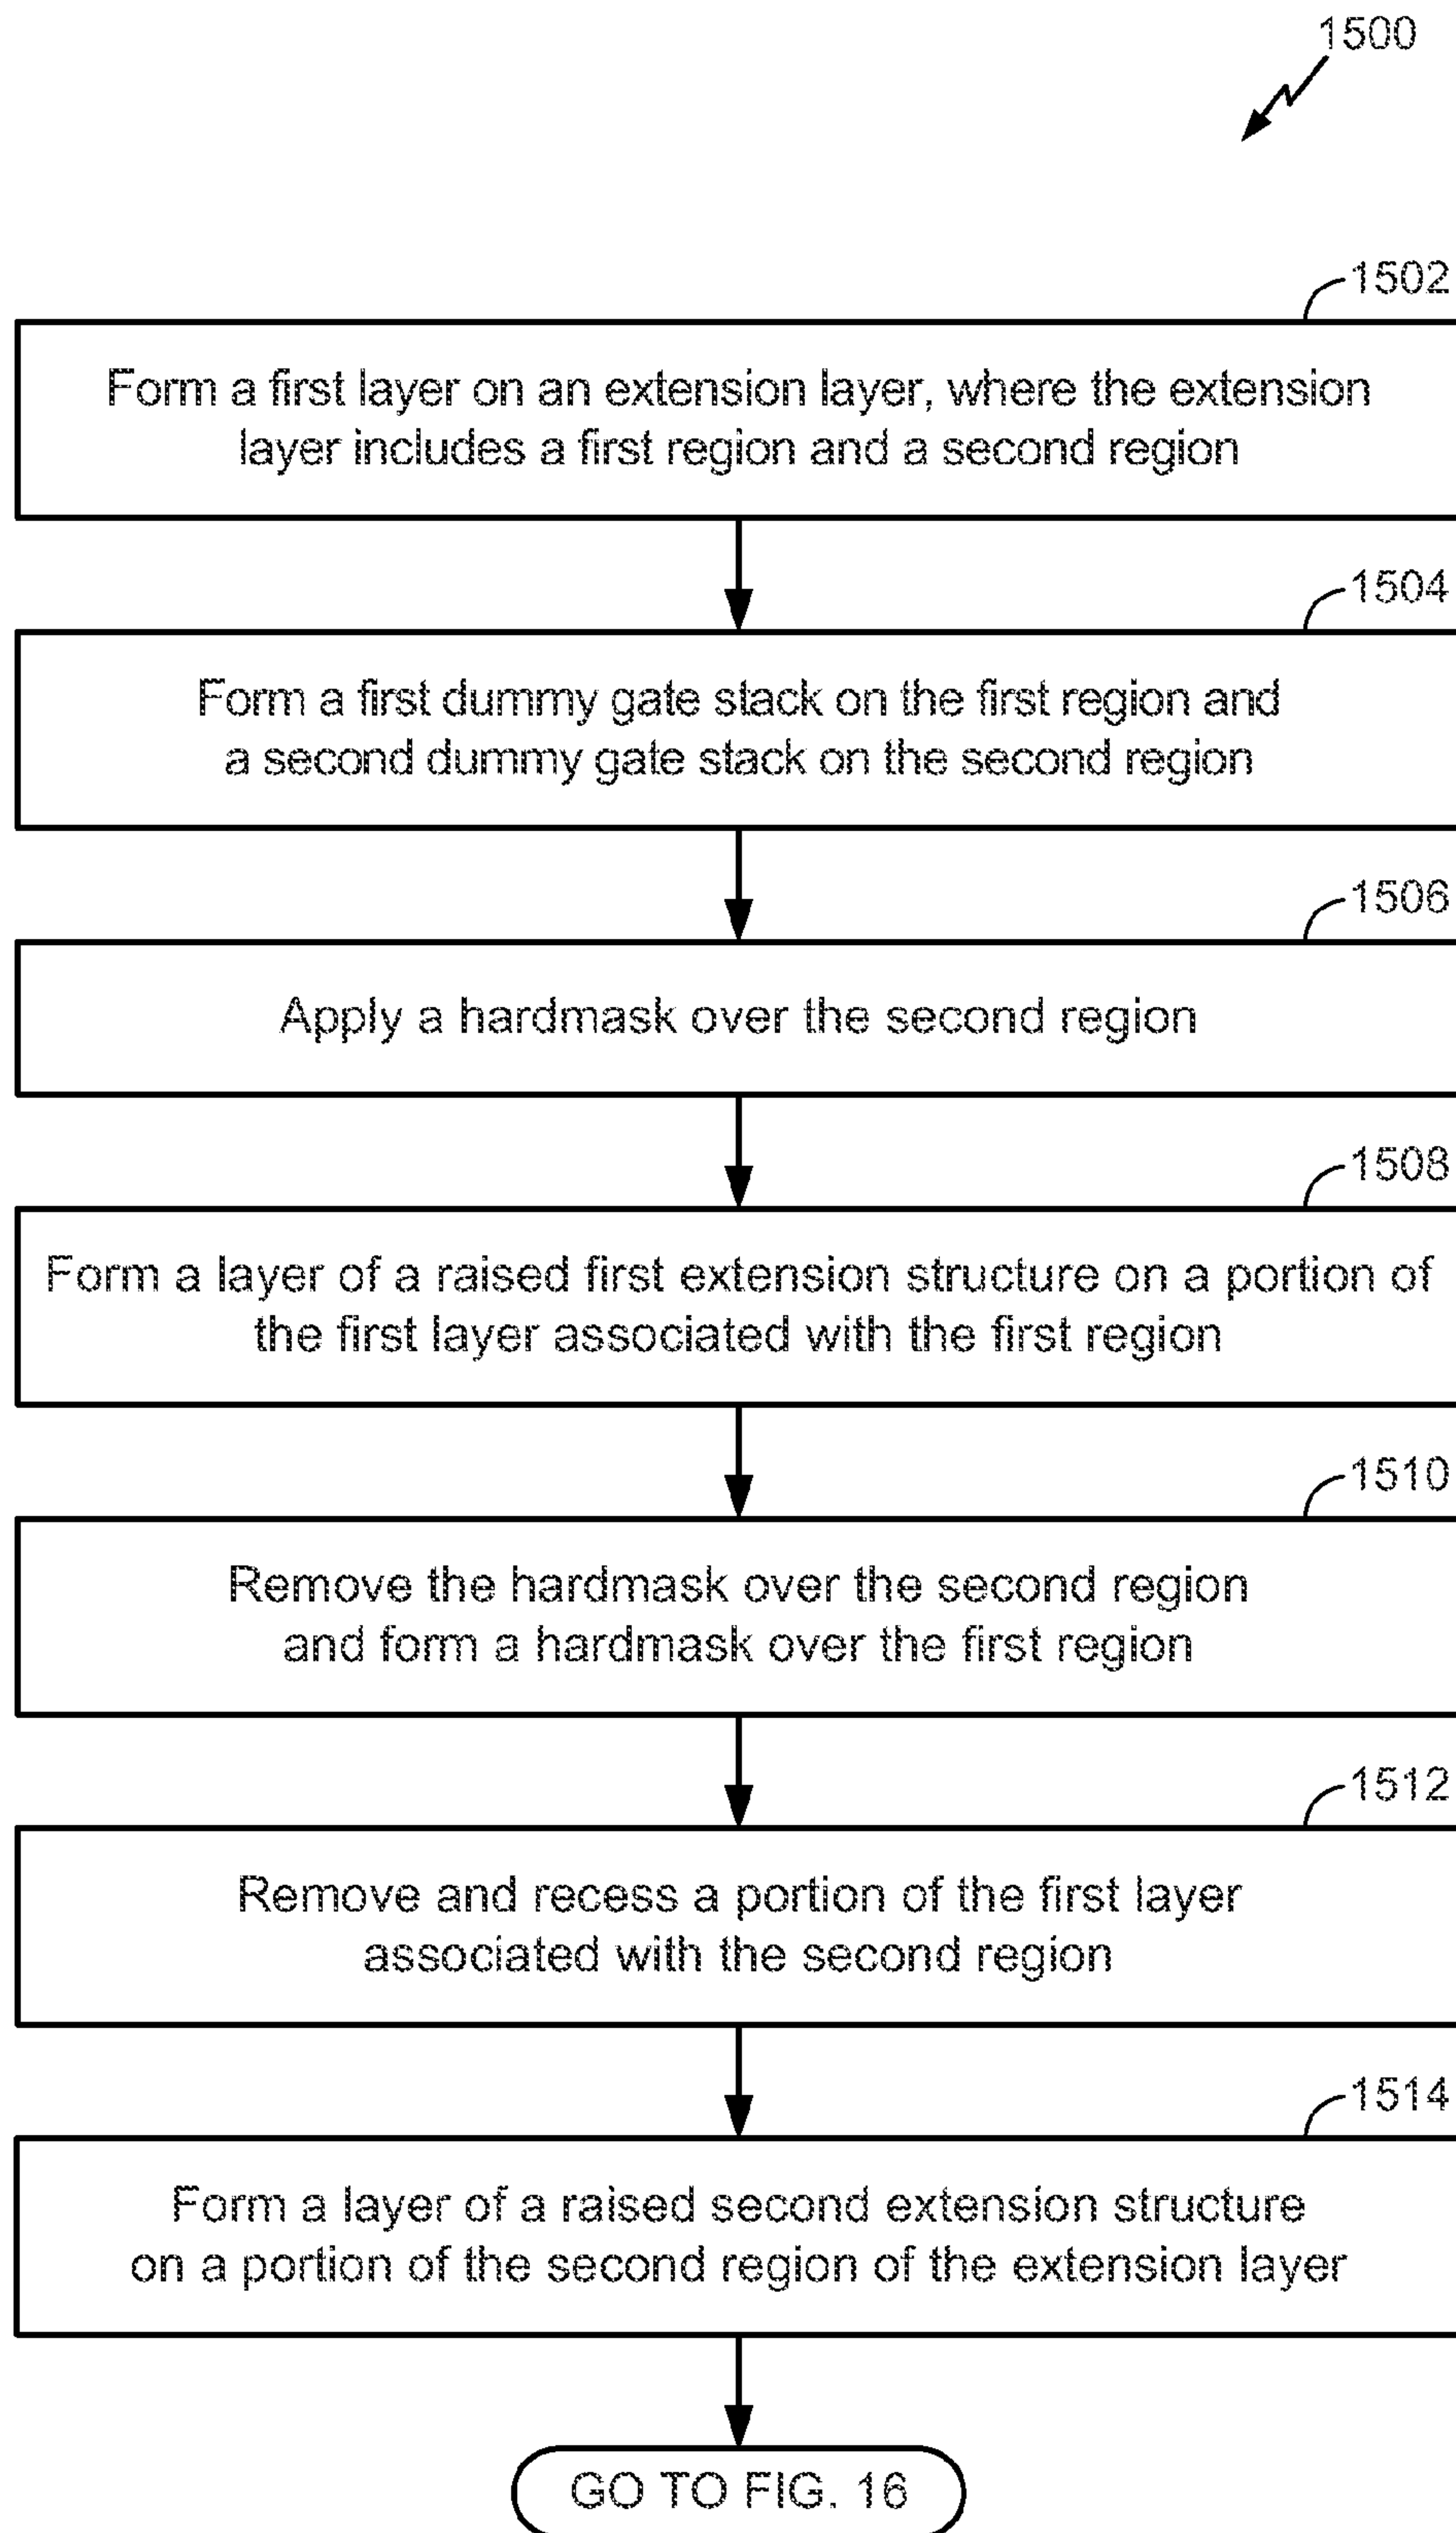 1500
1502
Form a first layer on an extension layer, where the extension
layer includes a first region and a second region
1504
Form a first dummy gate stack on the first region and
a second dummy gate stack on the second region
1506
Apply a hardmask over the second region
1508
Form a layer of a raised first extension structure on a portion of
the first layer associated with the first region
1510
Remove the hardmask over the second region
and form a hardmask over the first region
1512
Remove and recess a portion of the first layer
associated with the second region
1514
Form a layer of a raised second extension structure
on a portion of the second region of the extension layer
GO TO FIG. 16